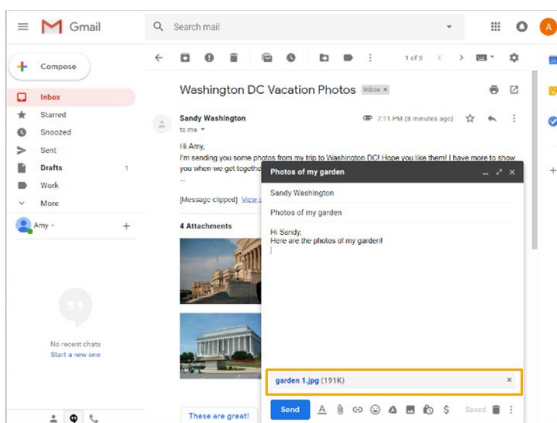 Gmail
Search mail
A
Compose
1 of 3
Inbox
Starred
Snoozed
Sent
Drafts 1
Work
More
Amy
No recent chats
Start a new one
Washington DC Vacation Photos Inbox x
Sandy Washington 7:11 PM (8 minutes ago)
to me
Hi Amy,
I'm sending you some photos from my trip to Washington DC! Hope you like them! I have more to show
you when we get togethe
...
[Message clipped] View e
4 Attachments
These are great!
Photos of my garden
Sandy Washington
Photos of my garden
Hi Sandy,
Here are the photos of my garden!
garden 1.jpg (191K)
Send
Saved